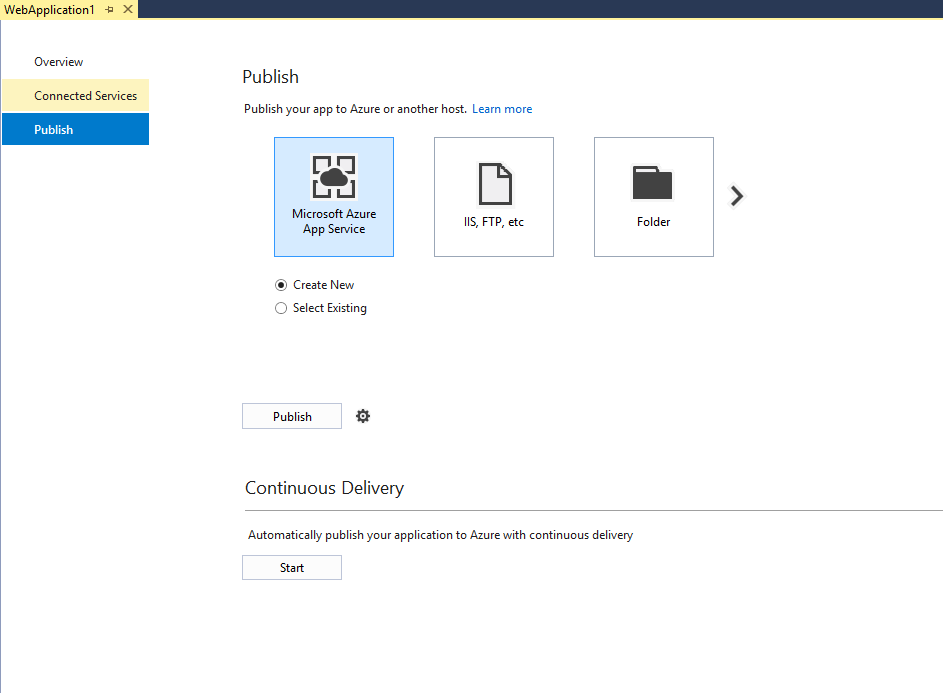 WebApplication1
Overview
Connected Services
Publish
Publish
Publish your app to Azure or another host. Learn more
Microsoft Azure
App Service
IIS, FTP, etc
Folder
Create New
Select Existing
Publish
Continuous Delivery
Automatically publish your application to Azure with continuous delivery
Start